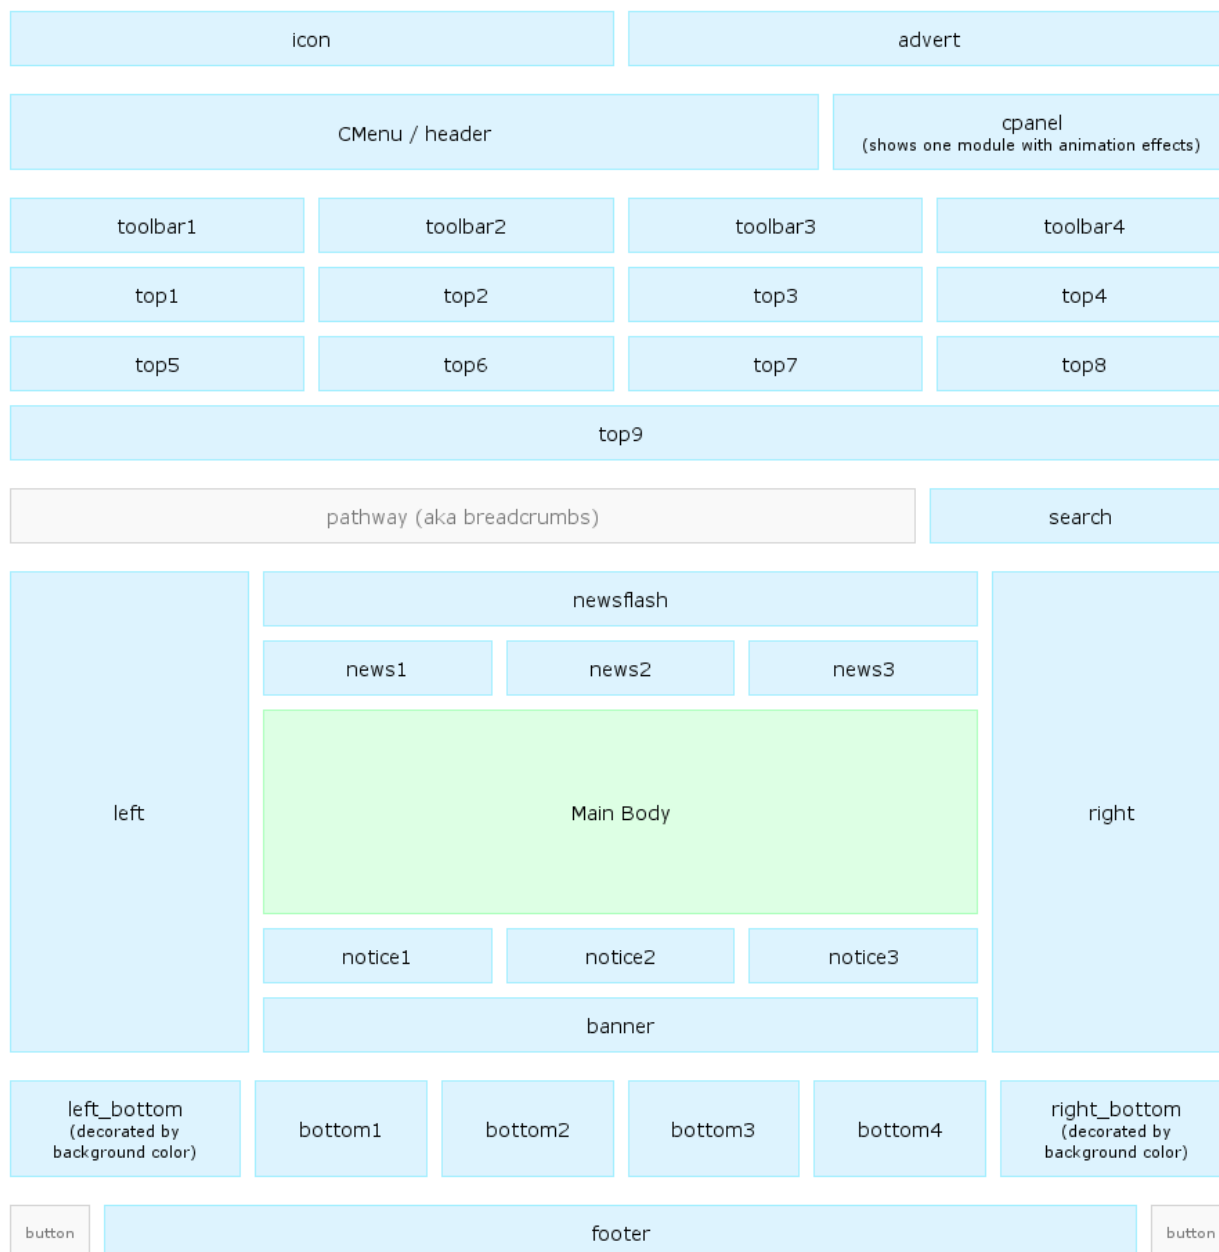 icon
advert
CMenu / header
cpanel
(shows one module with animation effects)
toolbar1
toolbar2
toolbar3
toolbar4
top1
top2
top3
top4
top5
top6
top7
top8
top9
pathway (aka breadcrumbs)
search
left
newsflash
news1
news2
news3
Main Body
notice1
notice2
notice3
banner
right
left_bottom
(decorated by
background color)
bottom1
bottom2
bottom3
bottom4
right_bottom
(decorated by
background color)
button
footer
button